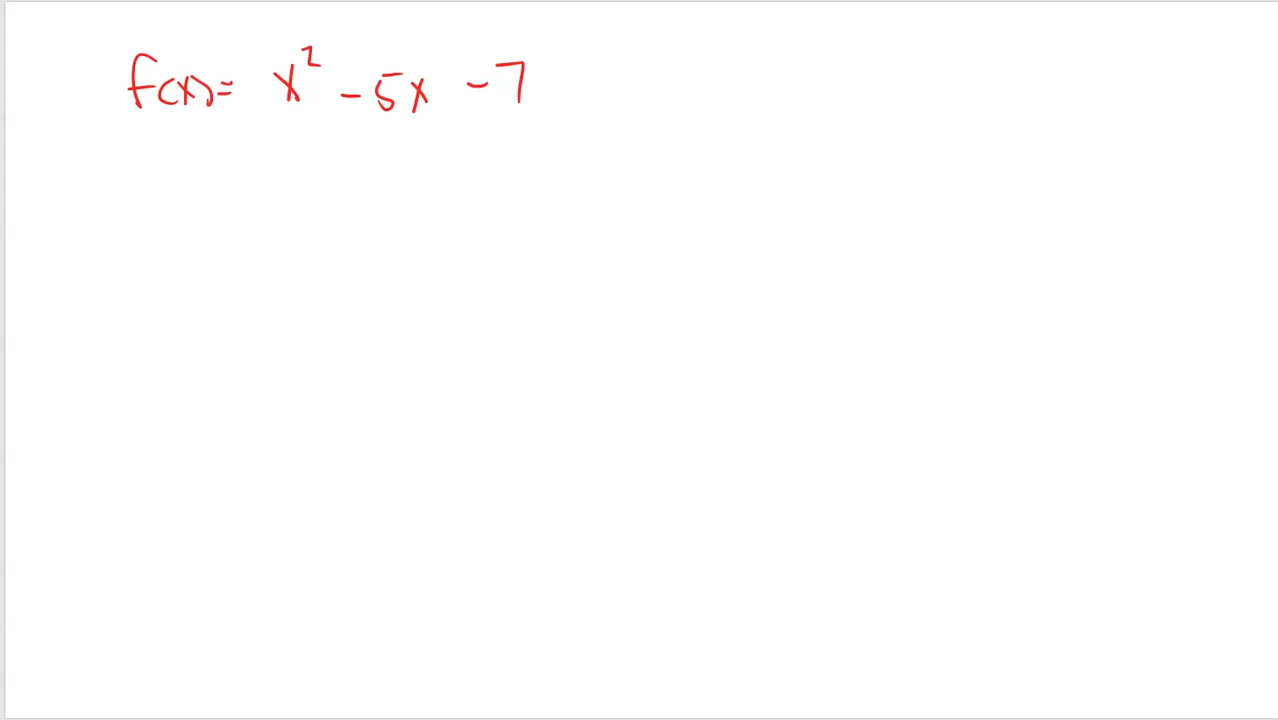 f(x)= x² - 5x - 7